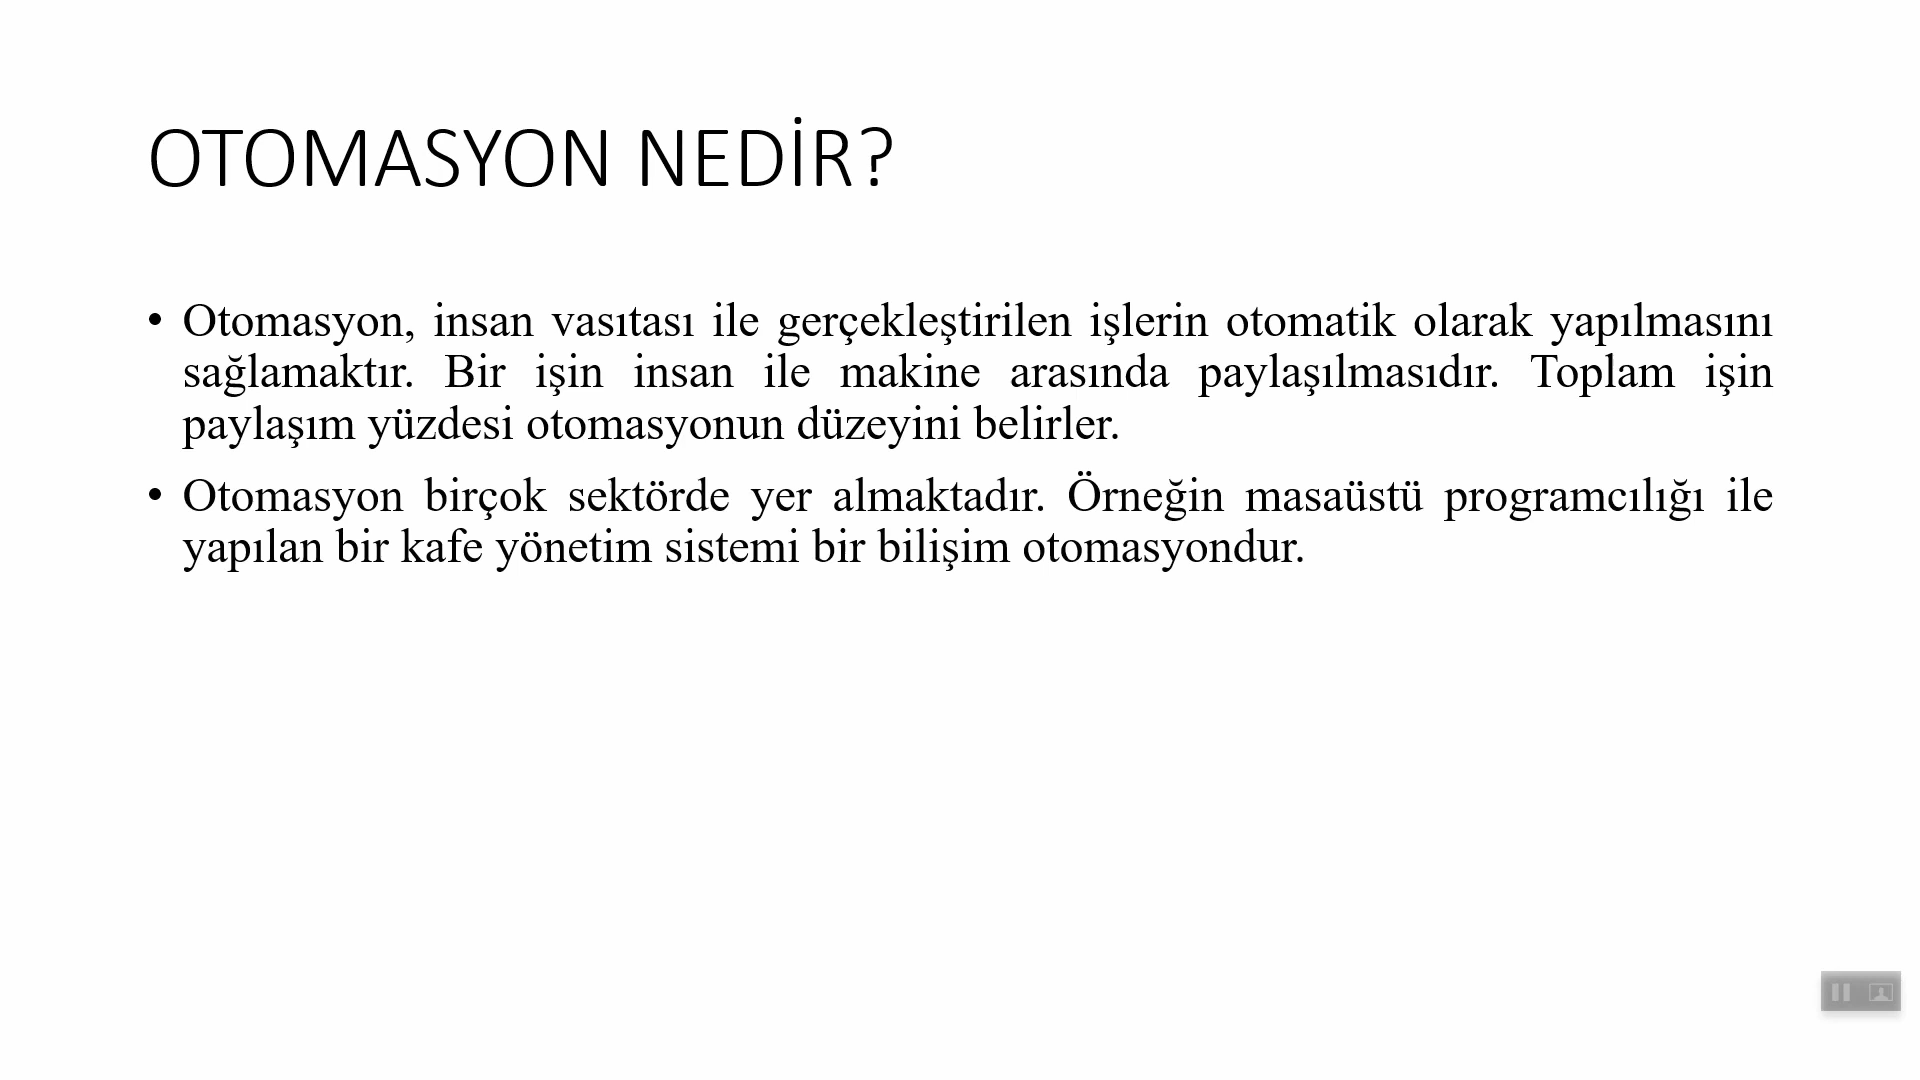 OTOMASYON NEDİR?
• Otomasyon, insan vasıtası ile gerçekleştirilen işlerin otomatik olarak yapılmasını
sağlamaktır. Bir işin insan ile makine arasında paylaşılmasıdır. Toplam işin
paylaşım yüzdesi otomasyonun düzeyini belirler.
• Otomasyon birçok sektörde yer almaktadır. Örneğin masaüstü programcılığı ile
yapılan bir kafe yönetim sistemi bir bilişim otomasyondur.